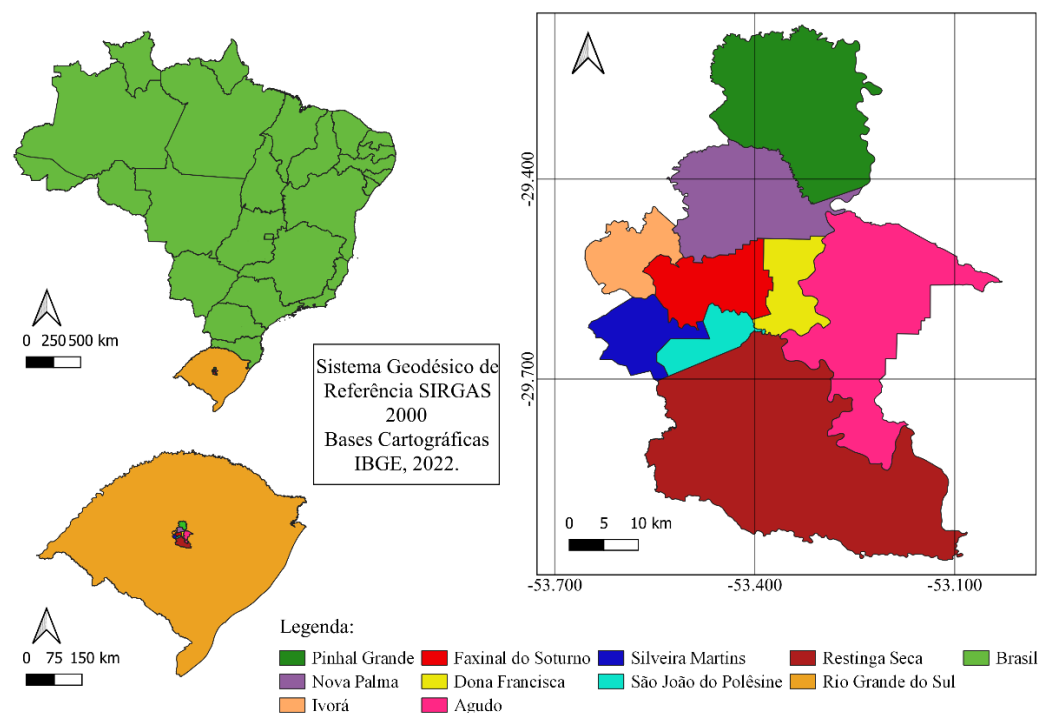 0 250 500 km
Sistema Geodésico de
Referência SIRGAS
2000
Bases Cartográficas
IBGE, 2022.
0 75 150 km
-29.400
-29.700
0 5 10 km
-53.700 -53.400 -53.100
Legenda:
Pinhal Grande Faxinal do Soturno Silveira Martins Restinga Seca Brasil
Nova Palma Dona Francisca São João do Polêsine Rio Grande do Sul
Ivorá Agudo